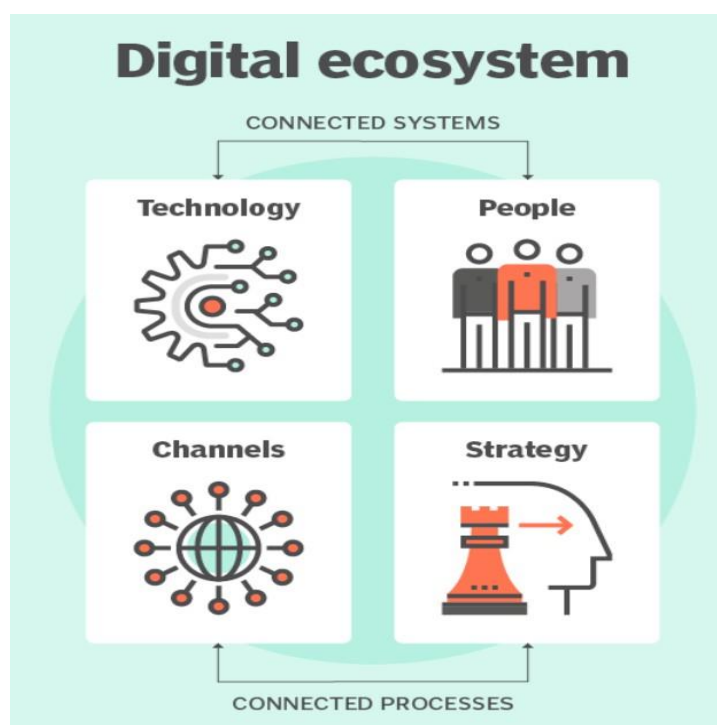 Digital ecosystem
CONNECTED SYSTEMS
Technology
People
Channels
Strategy
CONNECTED PROCESSES